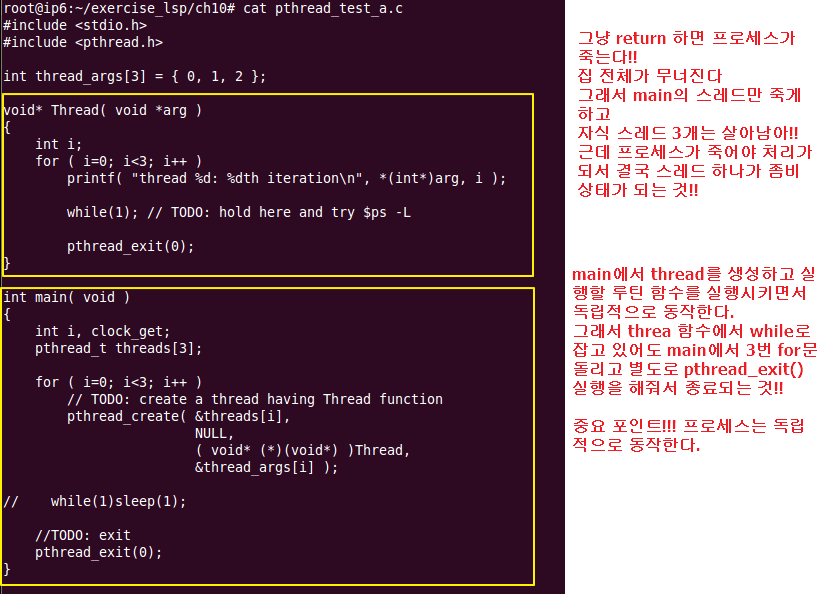 root@ip6:~/exercise_lsp/ch10# cat pthread_test_a.c
#include <stdio.h>
#include <pthread.h>
int thread_args[3] = { 0, 1, 2 };
void* Thread( void *arg )
{
    int i;
    for ( i=0; i<3; i++ )
        printf( "thread %d: %dth iteration\n", *(int*)arg, i );
        while(1); // TODO: hold here and try $ps -L
        pthread_exit(0);
}
int main( void )
{
    int i, clock_get;
    pthread_t threads[3];
    for ( i=0; i<3; i++ )
        // TODO: create a thread having Thread function
        pthread_create( &threads[i],
                        NULL,
                        ( void* (*)(void*) )Thread,
                        &thread_args[i] );
//    while(1)sleep(1);
    //TODO: exit
    pthread_exit(0);
}
그냥 return 하면 프로세스가
죽는다!!
집 전체가 무너진다
그래서 main의 스레드만 죽게
하고
자식 스레드 3개는 살아남아!!
근데 프로세스가 죽어야 처리가
되서 결국 스레드 하나가 좀비
상태가 되는 것!!
main에서 thread를 생성하고 실
행할 루틴 함수를 실행시키면서
독립적으로 동작한다.
그래서 threa 함수에서 while로
잡고 있어도 main에서 3번 for문
돌리고 별도로 pthread_exit()
실행을 해줘서 종료되는 것!!
중요 포인트!!! 프로세스는 독립
적으로 동작한다.